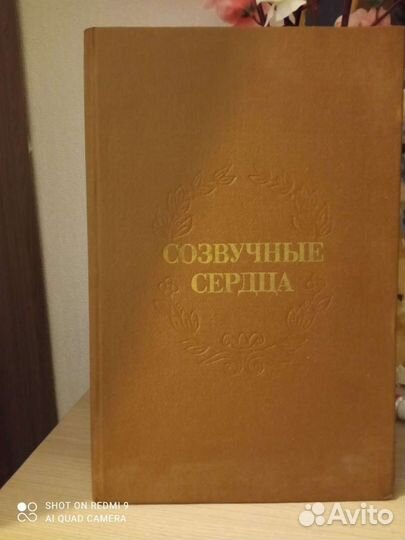 СОЗВУЧНЫЕ
СЕРДЦА
SHOT ON REDMI 9
AI QUAD CAMERA
Avito